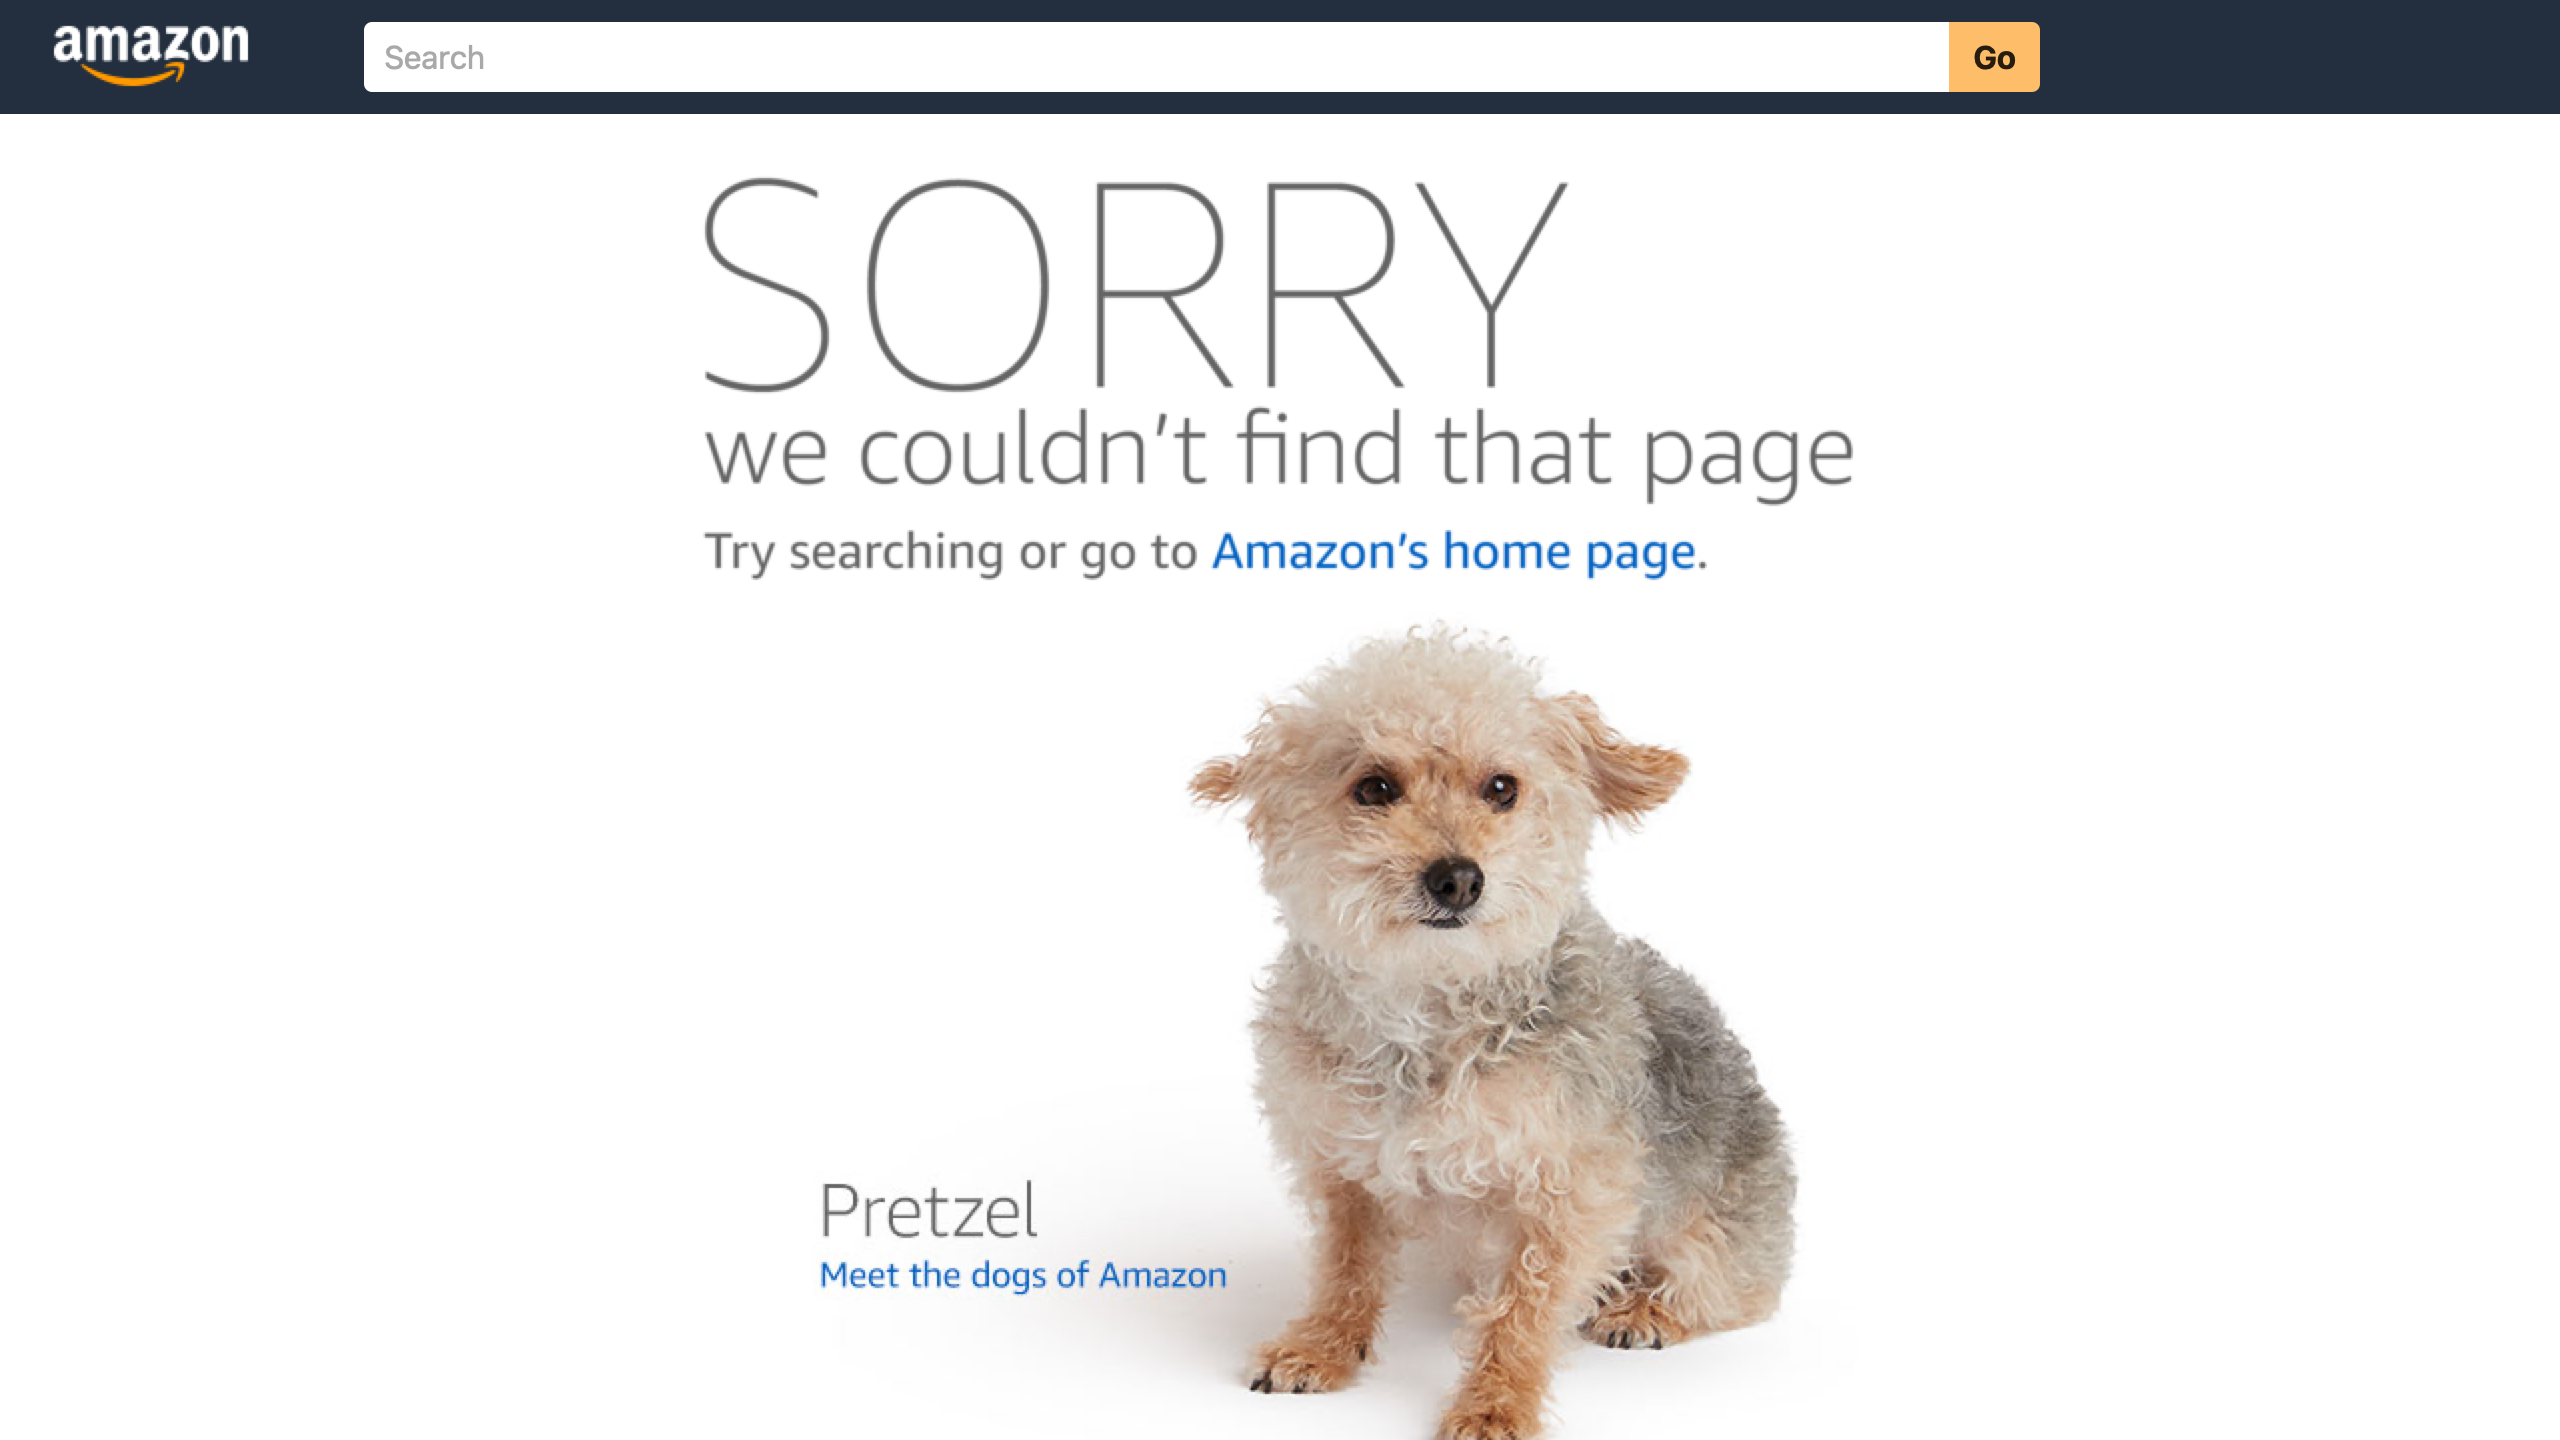 amazon
Search
Go
SORRY
we couldn't find that page
Try searching or go to Amazon's home page.
Pretzel
Meet the dogs of Amazon